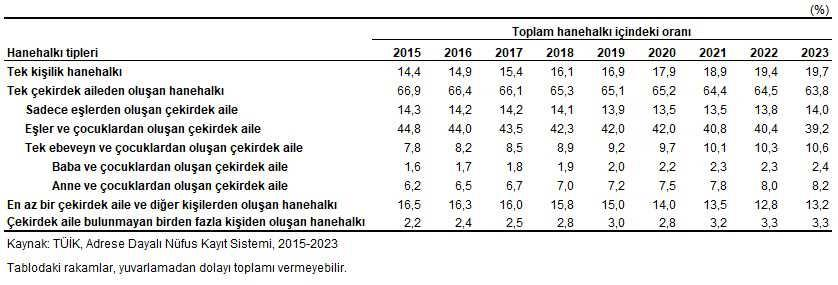 (%)
Toplam hanehalkı içindeki oranı
Hanehalkı tipleri 2015 2016 2017 2018 2019 2020 2021 2022 2023
Tek kişilik hanehalkı 14,4 14,9 15,4 16,1 16,9 17,9 18,9 19,4 19,7
Tek çekirdek aileden oluşan hanehalkı 66,9 66,4 66,1 65,3 65,1 65,2 64,4 64,5 63,8
Sadece eşlerden oluşan çekirdek aile 14,3 14,2 14,2 14,1 13,9 13,5 13,5 13,8 14,0
Eşler ve çocuklardan oluşan çekirdek aile 44,8 44,0 43,5 42,3 42,0 42,0 40,8 40,4 39,2
Tek ebeveyn ve çocuklardan oluşan çekirdek aile 7,8 8,2 8,5 8,9 9,2 9,7 10,1 10,3 10,6
Baba ve çocuklardan oluşan çekirdek aile 1,6 1,7 1,8 1,9 2,0 2,2 2,3 2,3 2,4
Anne ve çocuklardan oluşan çekirdek aile 6,2 6,5 6,7 7,0 7,2 7,5 7,8 8,0 8,2
En az bir çekirdek aile ve diğer kişilerden oluşan hanehalkı 16,5 16,3 16,0 15,8 15,0 14,0 13,5 12,8 13,2
Çekirdek aile bulunmayan birden fazla kişiden oluşan hanehalkı 2,2 2,4 2,5 2,8 3,0 2,8 3,2 3,3 3,3
Kaynak: TÜİK, Adrese Dayalı Nüfus Kayıt Sistemi, 2015-2023
Tablodaki rakamlar, yuvarlamadan dolayı toplamı vermeyebilir.